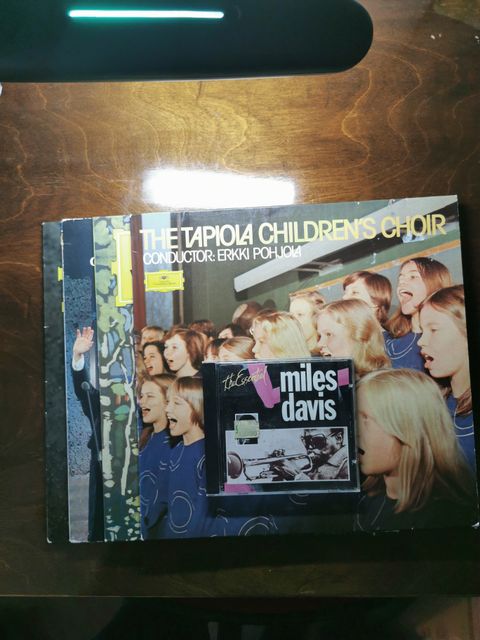 THE TAPIOLA CHILDREN'S CHOIR
CONDUCTOR: ERKKI POHJOLA
the Essential
miles
davis